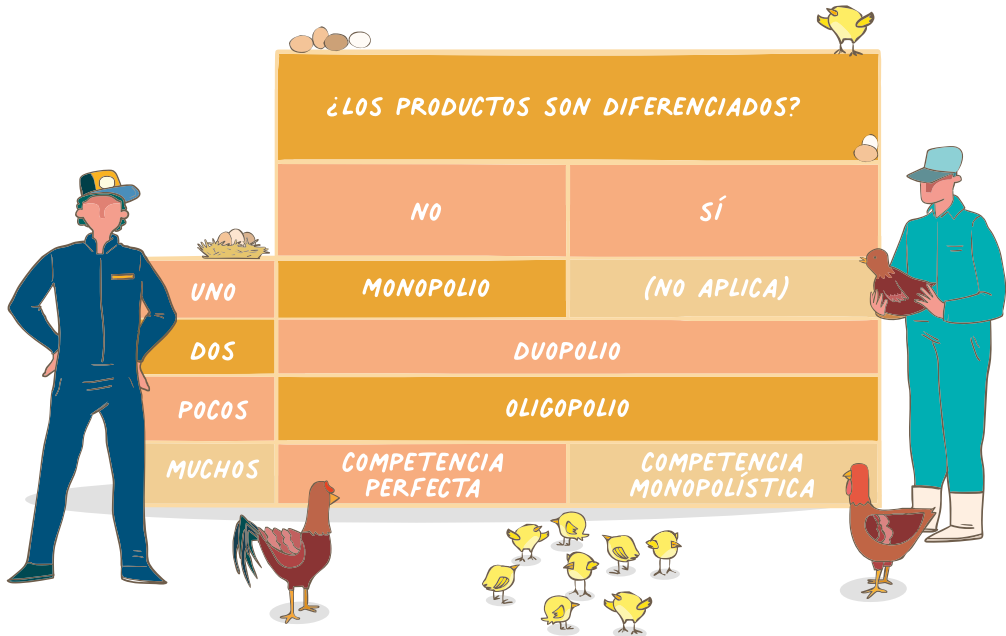 ¿LOS PRODUCTOS SON DIFERENCIADOS?
NO
SÍ
UNO
MONOPOLIO
(NO APLICA)
DOS
DUOPOLIO
POCOS
OLIGOPOLIO
MUCHOS
COMPETENCIA
PERFECTA
COMPETENCIA
MONOPOLÍSTICA